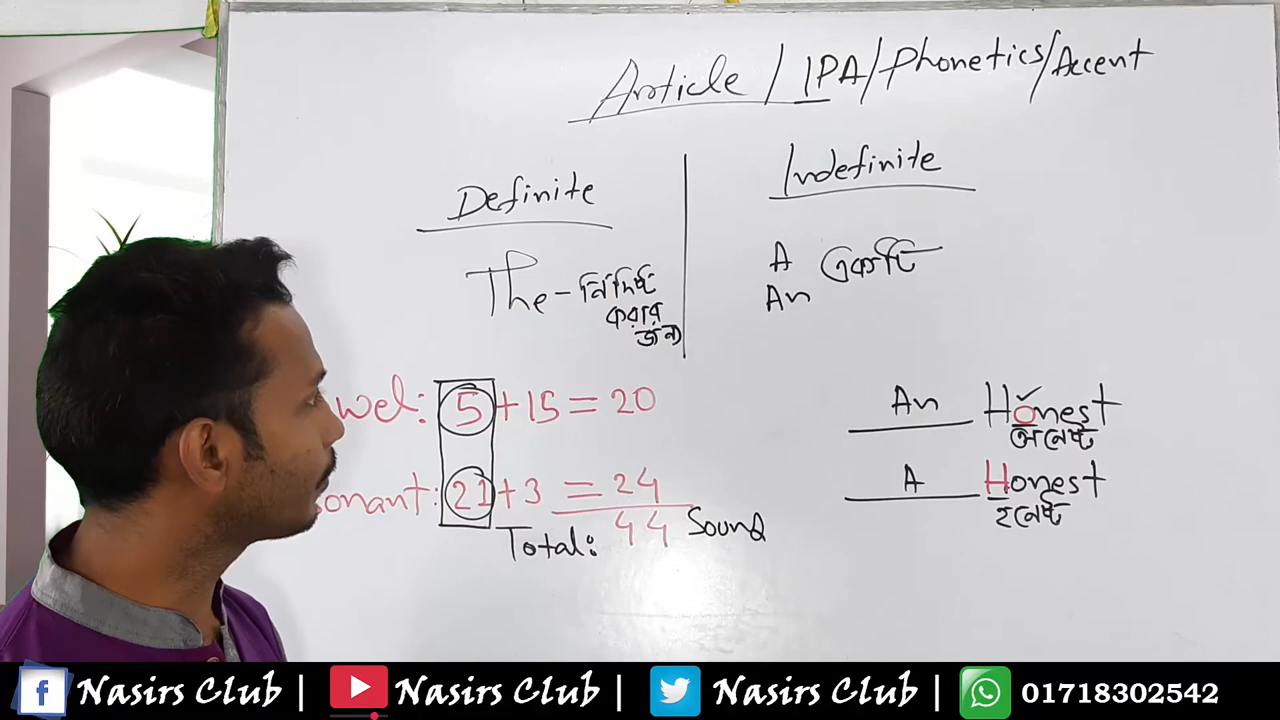 Article / IPA / Phonetics / Accent
Definite
The - নির্দিষ্ট
করার
জন্য
Indefinite
A একটি
An
wel: 5 + 15 = 20
onant: 21 + 3 = 24
Total: 44 Sound
An Honest
অনেষ্ট
A Honest
হনেষ্ট
f Nasirs Club | Nasirs Club | Nasirs Club | 01718302542